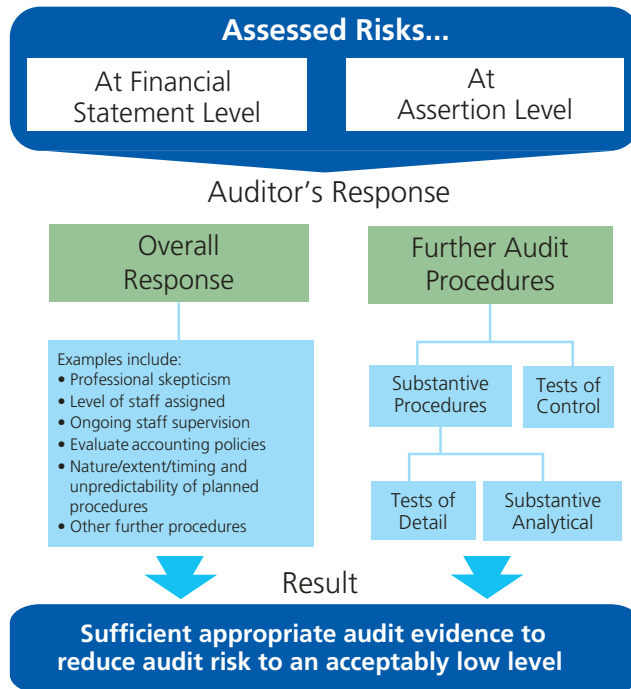 Assessed Risks...
At Financial
Statement Level
At
Assertion Level
Auditor's Response
Overall
Response
Further Audit
Procedures
Examples include:
• Professional skepticism
• Level of staff assigned
• Ongoing staff supervision
• Evaluate accounting policies
• Nature/extent/timing and
unpredictability of planned
procedures
• Other further procedures
Substantive
Procedures
Tests of
Control
Tests of
Detail
Substantive
Analytical
Result
Sufficient appropriate audit evidence to
reduce audit risk to an acceptably low level